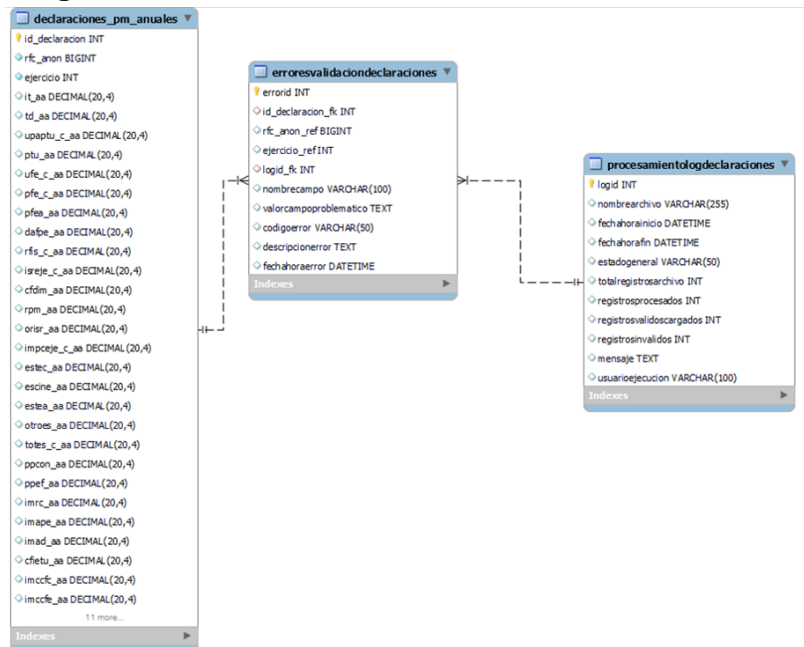 declaraciones_pm_anuales
id_declaracion INT
rfc_anon BIGINT
ejercicio INT
it_aa DECIMAL(20,4)
td_aa DECIMAL(20,4)
upaptu_c_aa DECIMAL(20,4)
ptu_aa DECIMAL(20,4)
ufe_c_aa DECIMAL(20,4)
pfe_c_aa DECIMAL(20,4)
pfea_aa DECIMAL(20,4)
dafpe_aa DECIMAL(20,4)
rfis_c_aa DECIMAL(20,4)
isreje_c_aa DECIMAL(20,4)
cfdim_aa DECIMAL(20,4)
rpm_aa DECIMAL(20,4)
orisr_aa DECIMAL(20,4)
impceje_c_aa DECIMAL(20,4)
estec_aa DECIMAL(20,4)
escine_aa DECIMAL(20,4)
estea_aa DECIMAL(20,4)
otroes_aa DECIMAL(20,4)
totes_c_aa DECIMAL(20,4)
ppcon_aa DECIMAL(20,4)
ppef_aa DECIMAL(20,4)
imrc_aa DECIMAL(20,4)
imape_aa DECIMAL(20,4)
imad_aa DECIMAL(20,4)
cfietu_aa DECIMAL(20,4)
imccfc_aa DECIMAL(20,4)
imccfe_aa DECIMAL(20,4)
11 more...
Indexes
erroresvalidaciondeclaraciones
errorid INT
id_declaracion_fk INT
rfc_anon_ref BIGINT
ejercicio_ref INT
logid_fk INT
nombrecampo VARCHAR(100)
valorcampoproblematico TEXT
codigoerror VARCHAR(50)
descripcionerror TEXT
fechahoraerror DATETIME
Indexes
procesamientologdeclaraciones
logid INT
nombrearchivo VARCHAR(255)
fechahorainicio DATETIME
fechahorafin DATETIME
estadogeneral VARCHAR(50)
totalregistrosarchivo INT
registrosprocesados INT
registrosvalidoscargados INT
registrosinvalidos INT
mensaje TEXT
usuarioejecucion VARCHAR(100)
Indexes